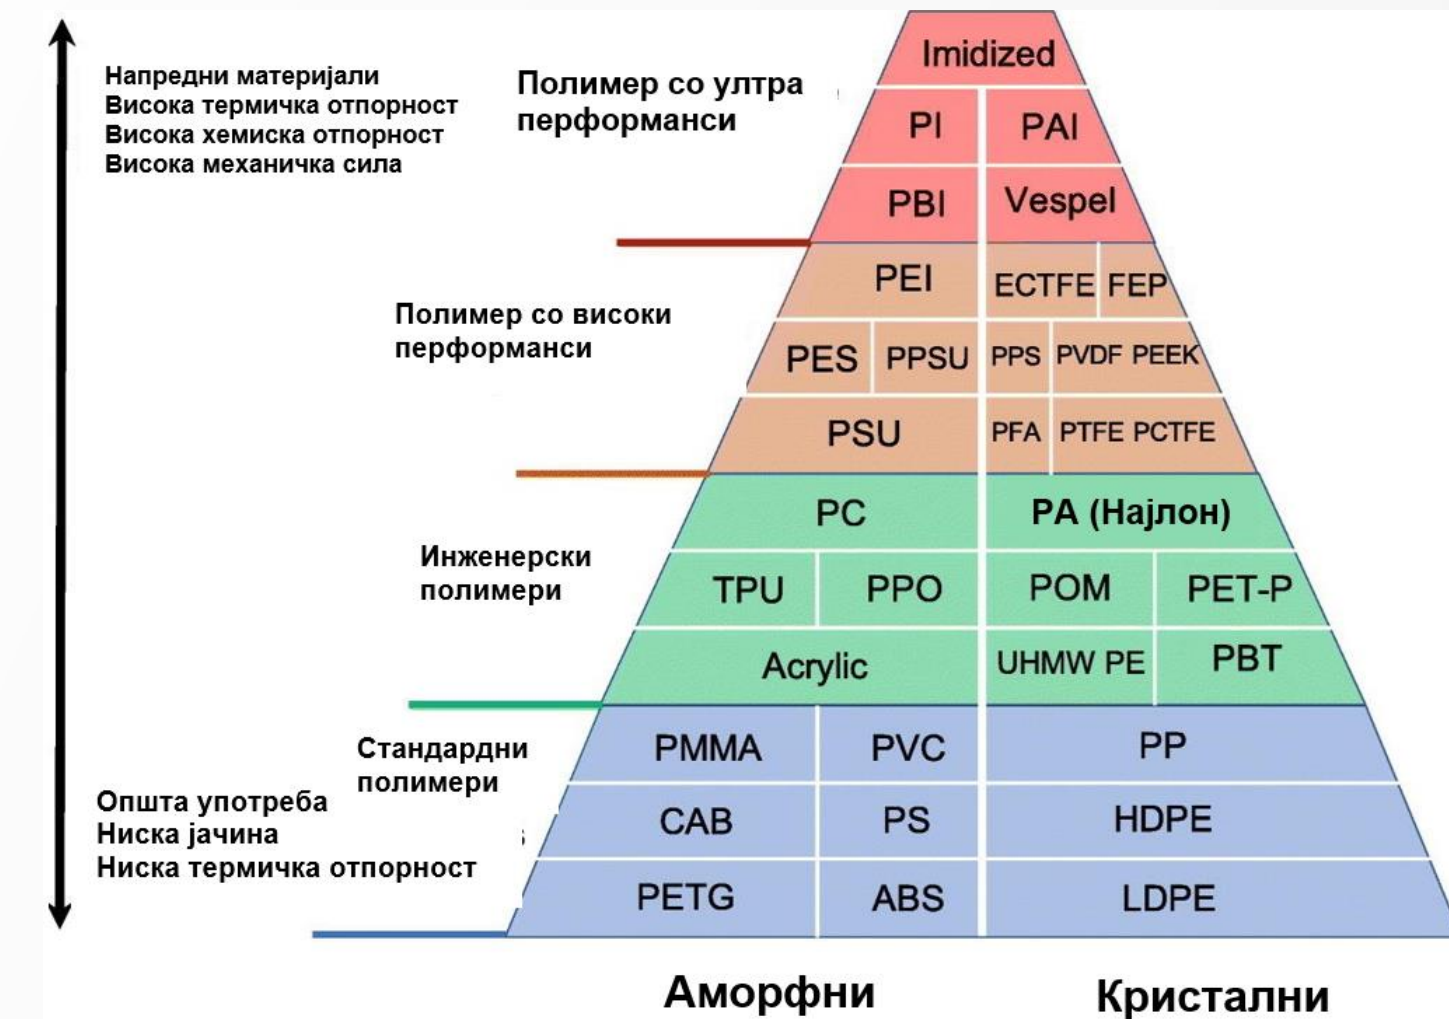 Напредни материјали
Висока термичка отпорност
Висока хемиска отпорност
Висока механичка сила
Полимер со ултра
перформанси
Imidized
PI PAI
PBI Vespel
Полимер со високи
перформанси
PEI ECTFE FEP
PES PPSU PPS PVDF PEEK
PSU PFA PTFE PCTFE
Инженерски
полимери
PC PA (Најлон)
TPU PPO POM PET-P
Acrylic UHMW PE PBT
Стандардни
полимери
Општа употреба
Ниска јачина
Ниска термичка отпорност
PMMA PVC PP
CAB PS HDPE
PETG ABS LDPE
Аморфни Кристални